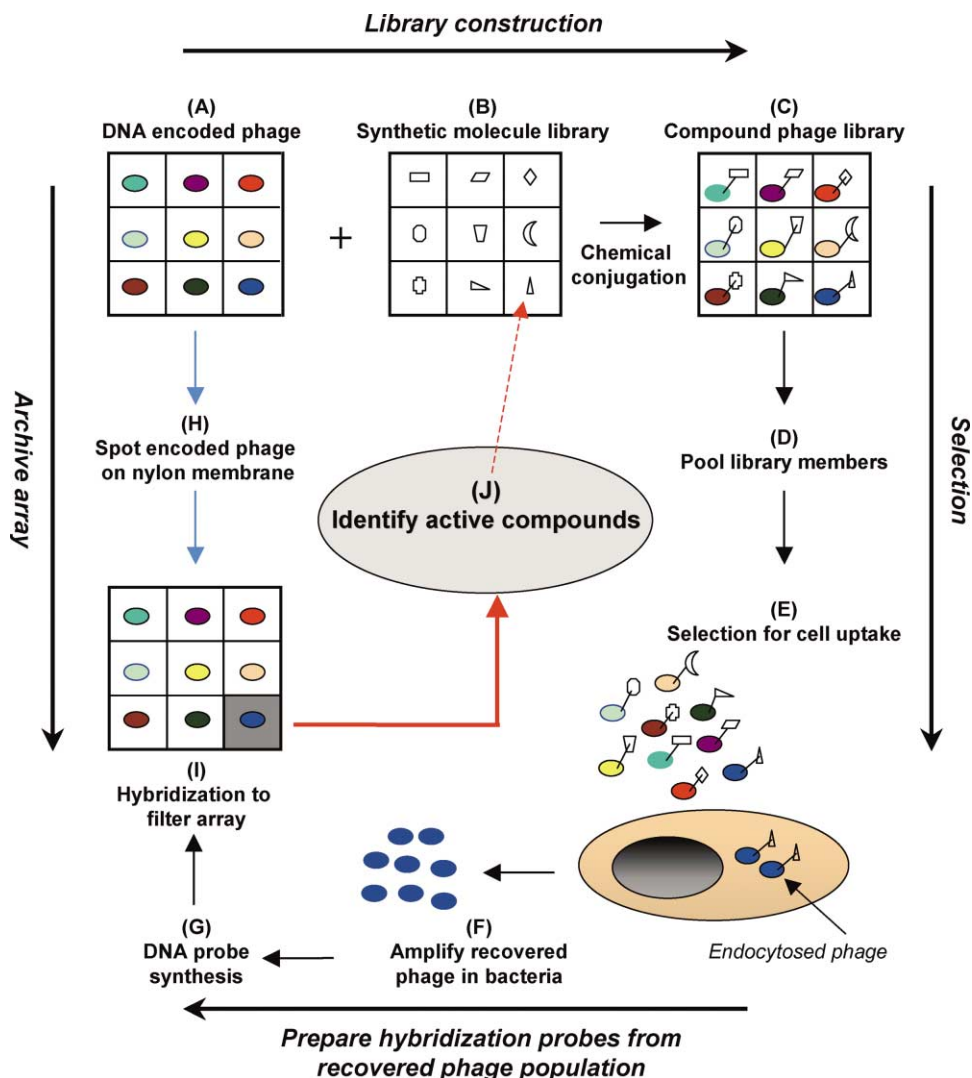 Library construction
(A)
DNA encoded phage
(B)
Synthetic molecule library
(C)
Compound phage library
+
Chemical
conjugation
Archive array
(H)
Spot encoded phage
on nylon membrane
(J)
Identify active compounds
(D)
Pool library members
Selection
(E)
Selection for cell uptake
(I)
Hybridization to
filter array
(G)
DNA probe
synthesis
(F)
Amplify recovered
phage in bacteria
Endocytosed phage
Prepare hybridization probes from
recovered phage population